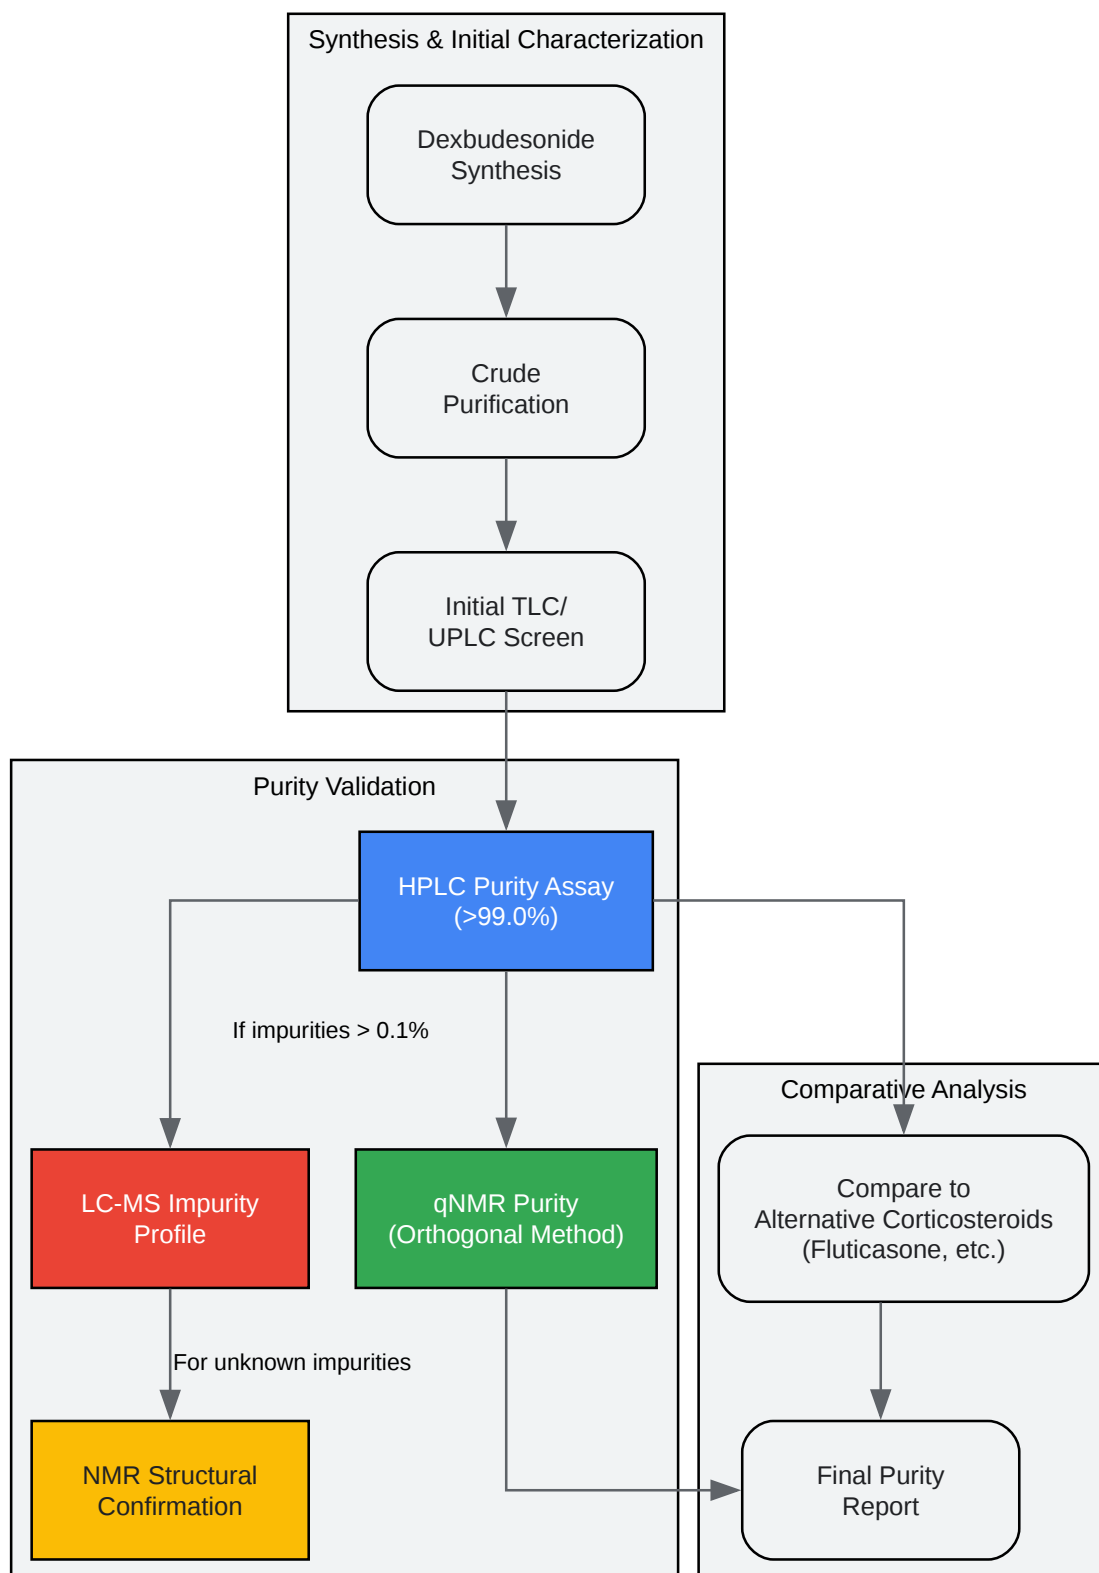 Synthesis & Initial Characterization
Dexbudesonide
Synthesis
Crude
Purification
Initial TLC/
UPLC Screen
Purity Validation
HPLC Purity Assay
(>99.0%)
If impurities > 0.1%
LC-MS Impurity
Profile
qNMR Purity
(Orthogonal Method)
For unknown impurities
NMR Structural
Confirmation
Comparative Analysis
Compare to
Alternative Corticosteroids
(Fluticasone, etc.)
Final Purity
Report